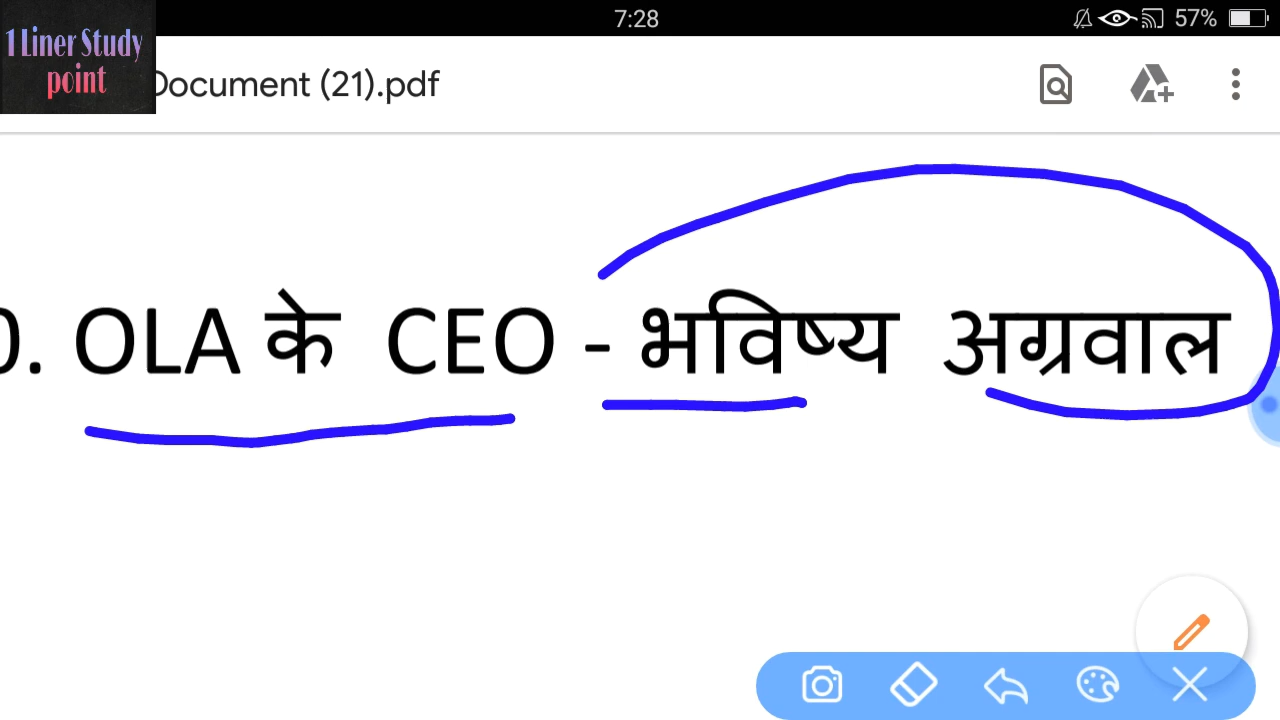 7:28
57%
1 Liner Study
point
Document (21).pdf
0. OLA के CEO - भविष्य अग्रवाल